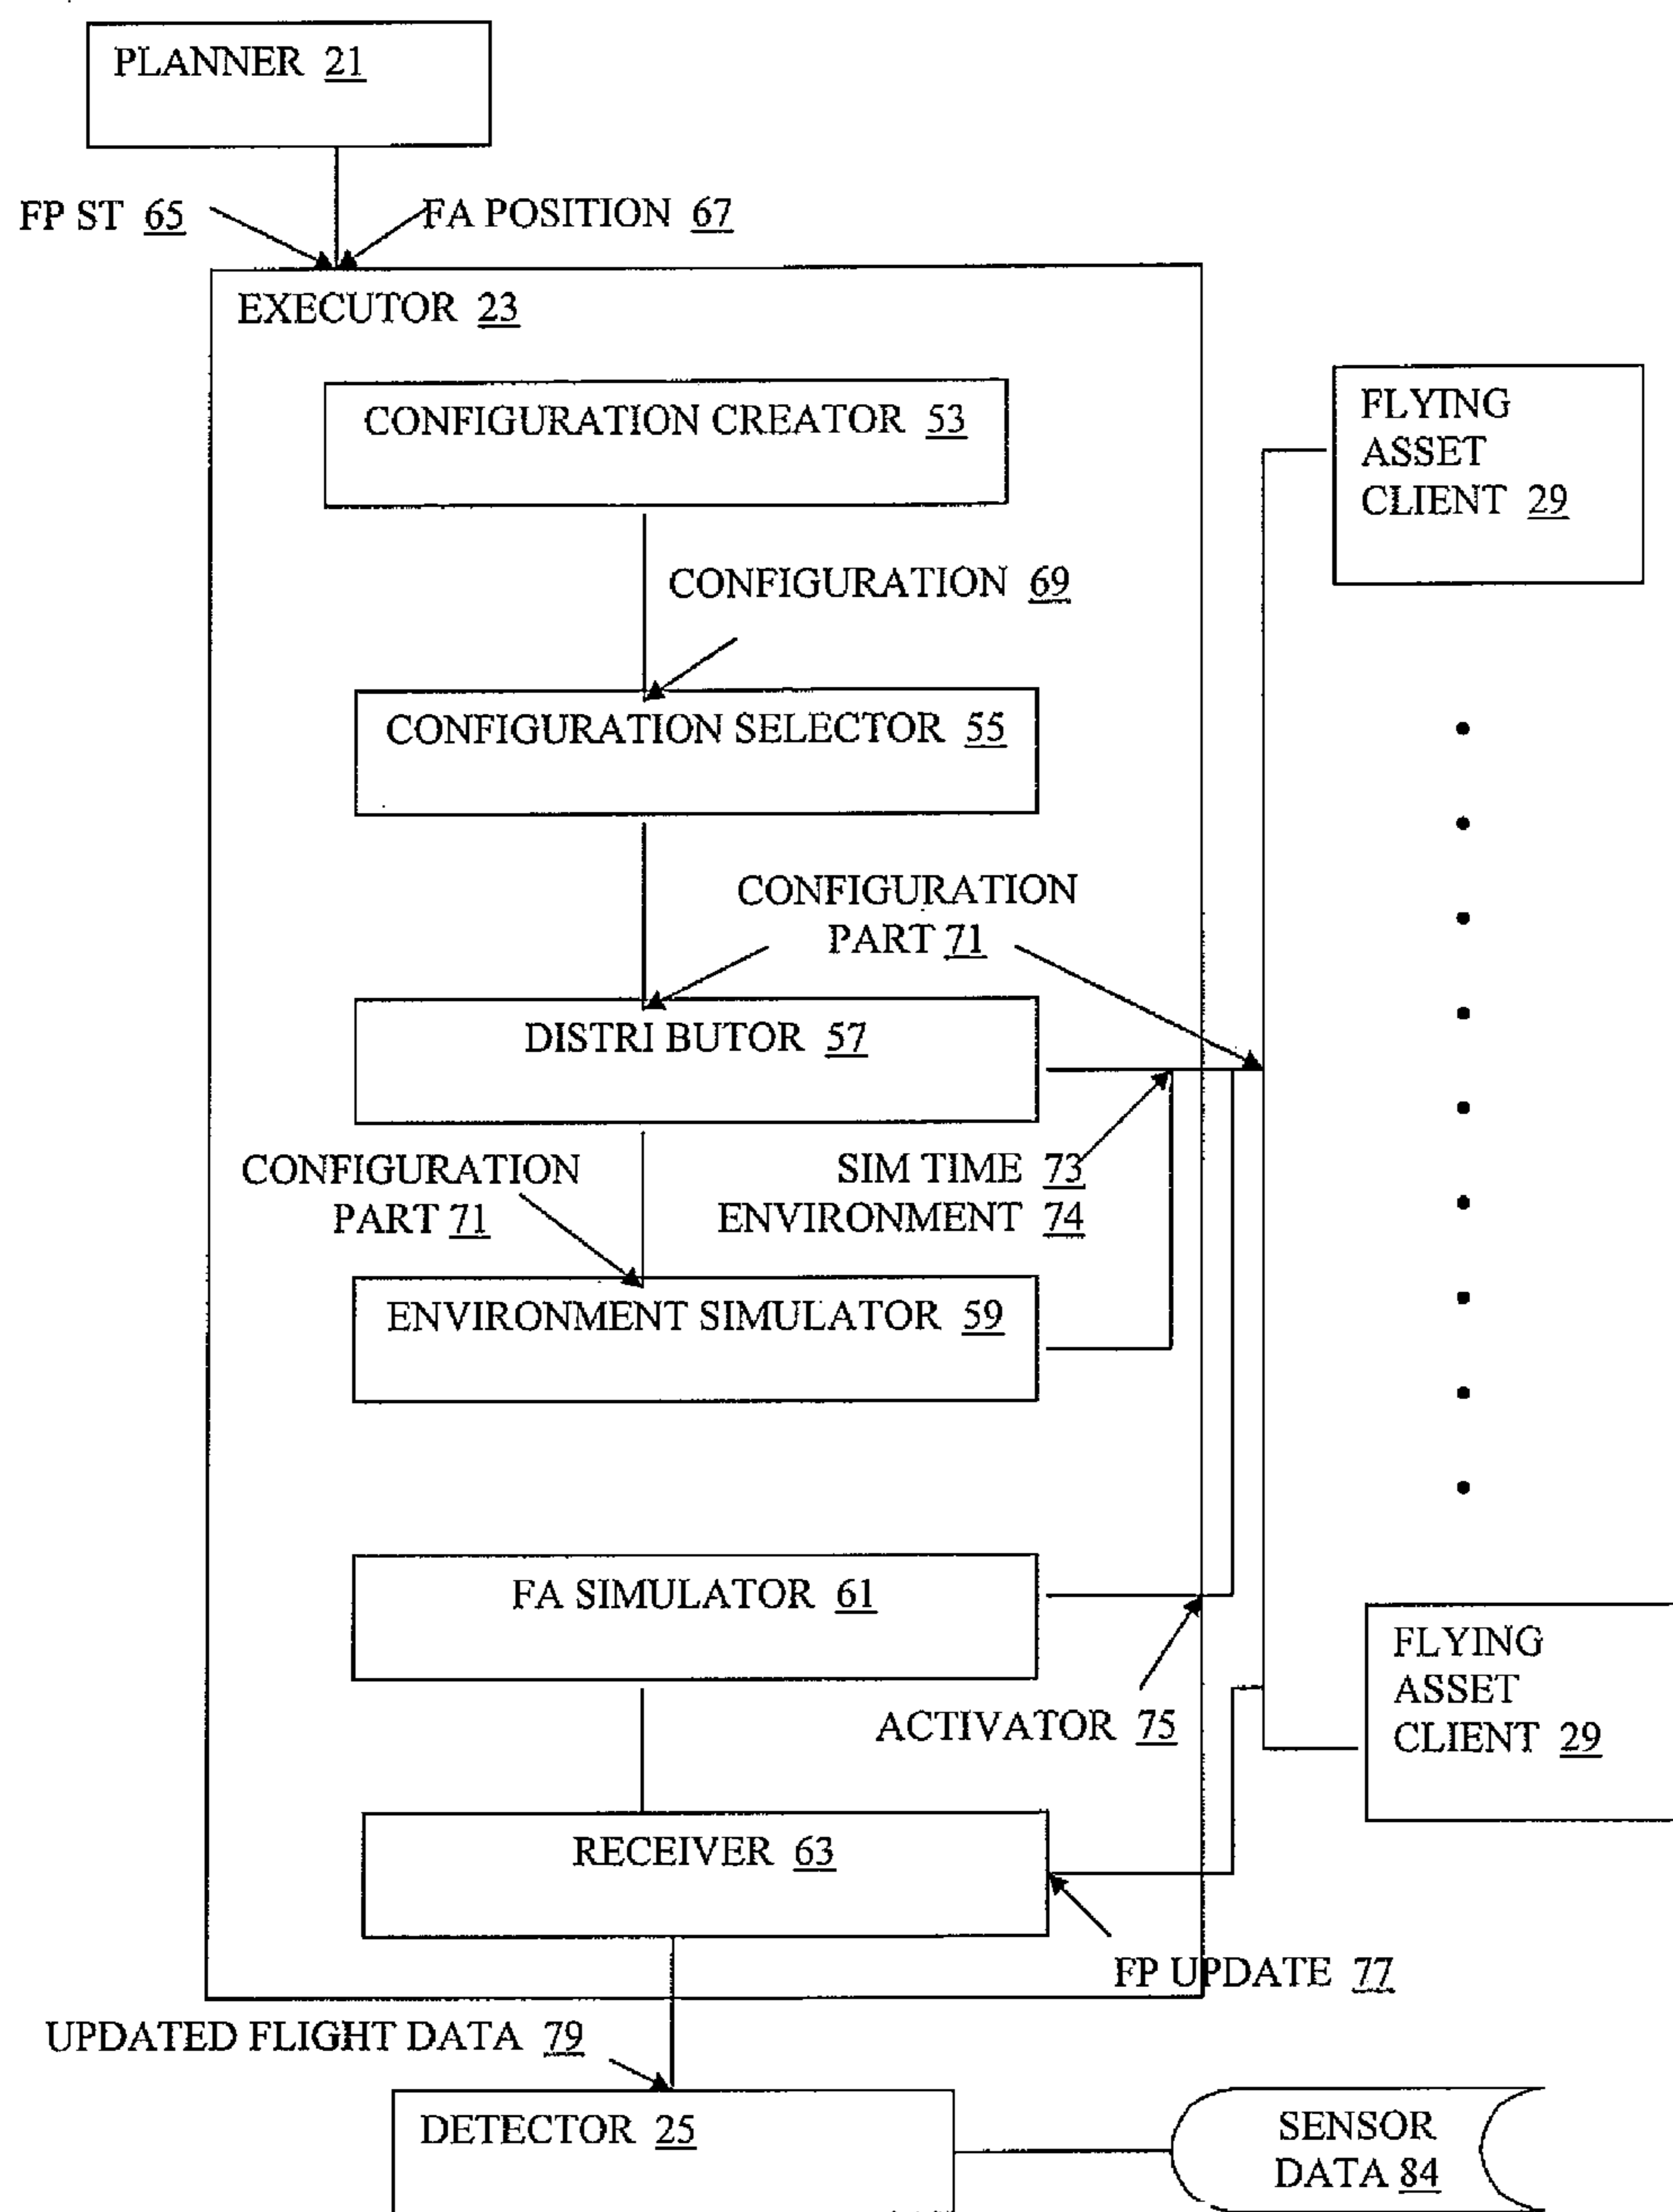 PLANNER 21
FP ST 65
FA POSITION 67
EXECUTOR 23
CONFIGURATION CREATOR 53
FLYING
ASSET
CLIENT 29
CONFIGURATION 69
CONFIGURATION SELECTOR 55
CONFIGURATION
PART 71
DISTRI BUTOR 57
CONFIGURATION
PART 71
SIM TIME 73
ENVIRONMENT 74
ENVIRONMENT SIMULATOR 59
FA SIMULATOR 61
FLYING
ASSET
CLIENT 29
ACTIVATOR 75
RECEIVER 63
FP UPDATE 77
UPDATED FLIGHT DATA 79
DETECTOR 25
SENSOR
DATA 84